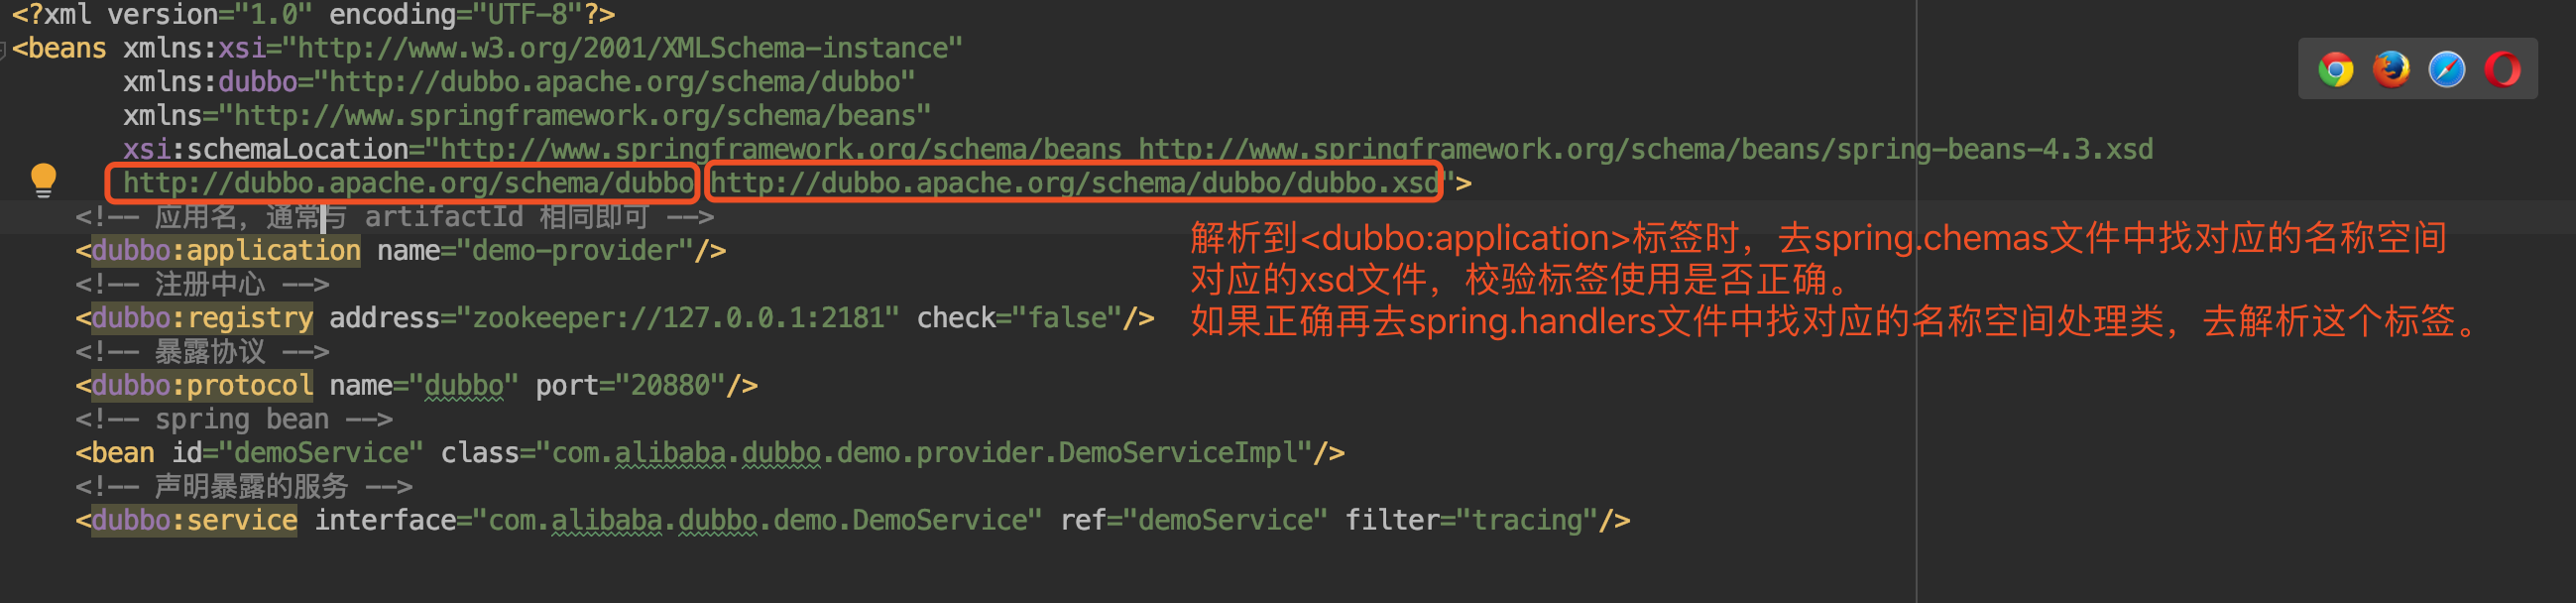 <?xml version="1.0" encoding="UTF-8"?>
<beans xmlns:xsi="http://www.w3.org/2001/XMLSchema-instance"
xmlns:dubbo="http://dubbo.apache.org/schema/dubbo"
xmlns="http://www.springframework.org/schema/beans"
xsi:schemaLocation="http://www.springframework.org/schema/beans http://www.springframework.org/schema/beans/spring-beans-4.3.xsd
http://dubbo.apache.org/schema/dubbo http://dubbo.apache.org/schema/dubbo/dubbo.xsd">
<!-- 应用名，通常与 artifactId 相同即可 -->
<dubbo:application name="demo-provider"/>
<!-- 注册中心 -->
<dubbo:registry address="zookeeper://127.0.0.1:2181" check="false"/>
<!-- 暴露协议 -->
<dubbo:protocol name="dubbo" port="20880"/>
<!-- spring bean -->
<bean id="demoService" class="com.alibaba.dubbo.demo.provider.DemoServiceImpl"/>
<!-- 声明暴露的服务 -->
<dubbo:service interface="com.alibaba.dubbo.demo.DemoService" ref="demoService" filter="tracing"/>
解析到<dubbo:application>标签时，去spring.chemas文件中找对应的名称空间
对应的xsd文件，校验标签使用是否正确。
如果正确再去spring.handlers文件中找对应的名称空间处理类，去解析这个标签。